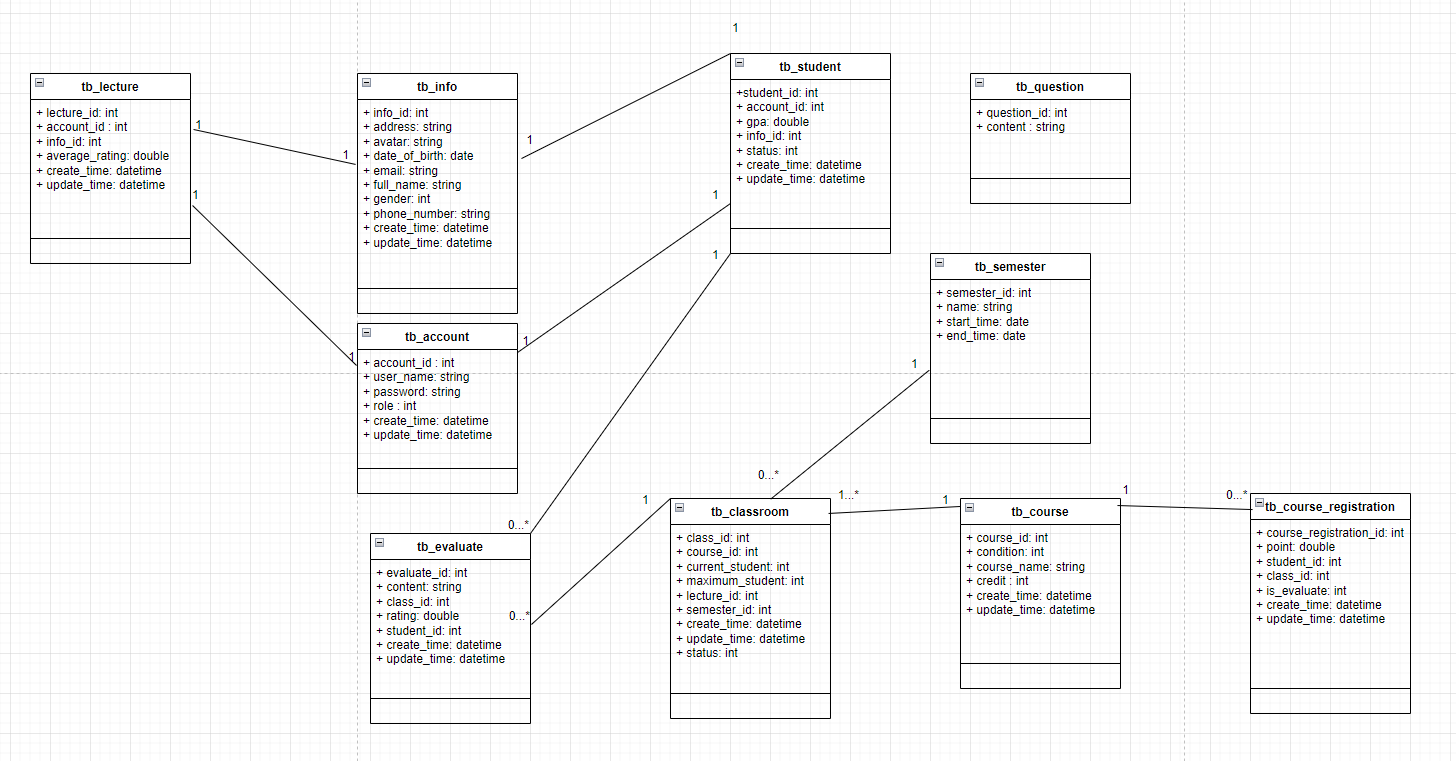 tb_lecture
+ lecture_id: int
+ account_id : int
+ info_id: int
+ average_rating: double
+ create_time: datetime
+ update_time: datetime
1
1
tb_info
+ info_id: int
+ address: string
+ avatar: string
+ date_of_birth: date
+ email: string
+ full_name: string
+ gender: int
+ phone_number: string
+ create_time: datetime
+ update_time: datetime
1
1
tb_account
+ account_id : int
+ user_name: string
+ password: string
+ role : int
+ create_time: datetime
+ update_time: datetime
1
1
1
tb_student
+student_id: int
+ account_id: int
+ gpa: double
+ info_id: int
+ status: int
+ create_time: datetime
+ update_time: datetime
1
1
tb_question
+ question_id: int
+ content : string
tb_semester
+ semester_id: int
+ name: string
+ start_time: date
+ end_time: date
1
0...*
0...*
tb_evaluate
+ evaluate_id: int
+ content: string
+ class_id: int
+ rating: double
+ student_id: int
+ create_time: datetime
+ update_time: datetime
0...*
1
tb_classroom
+ class_id: int
+ course_id: int
+ current_student: int
+ maximum_student: int
+ lecture_id: int
+ semester_id: int
+ create_time: datetime
+ update_time: datetime
+ status: int
1...*
1
tb_course
+ course_id: int
+ condition: int
+ course_name: string
+ credit : int
+ create_time: datetime
+ update_time: datetime
1
0...*
tb_course_registration
+ course_registration_id: int
+ point: double
+ student_id: int
+ class_id: int
+ is_evaluate: int
+ create_time: datetime
+ update_time: datetime